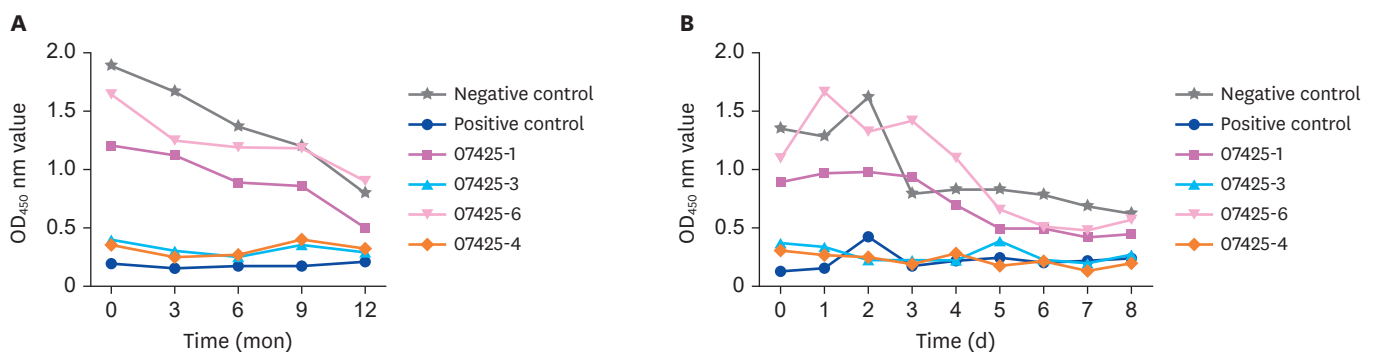 A
2.0
1.5
1.0
0.5
0
OD450 nm value
0 3 6 9 12
Time (mon)
Negative control
Positive control
07425-1
07425-3
07425-6
07425-4
B
2.0
1.5
1.0
0.5
0
OD450 nm value
0 1 2 3 4 5 6 7 8
Time (d)
Negative control
Positive control
07425-1
07425-3
07425-6
07425-4